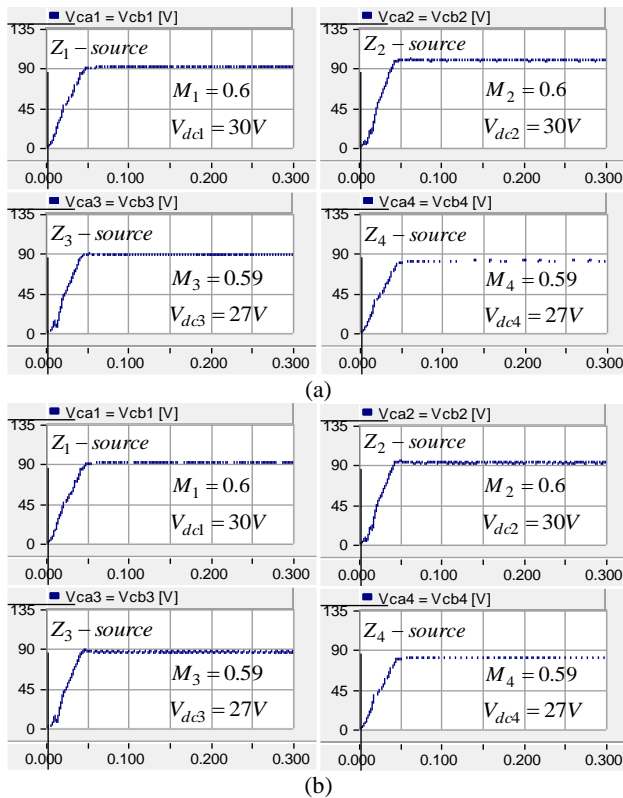 Vca1 = Vcb1 [V]
135
90
45
0
Z1 – source
M1 = 0.6
Vdc1 = 30V
0.000 0.100 0.200 0.300
Vca2 = Vcb2 [V]
135
90
45
0
Z2 – source
M2 = 0.6
Vdc2 = 30V
0.000 0.100 0.200 0.300
Vca3 = Vcb3 [V]
135
90
45
0
Z3 – source
M3 = 0.59
Vdc3 = 27V
0.000 0.100 0.200 0.300
Vca4 = Vcb4 [V]
135
90
45
0
Z4 – source
M4 = 0.59
Vdc4 = 27V
0.000 0.100 0.200 0.300
(a)
Vca1 = Vcb1 [V]
135
90
45
0
Z1 – source
M1 = 0.6
Vdc1 = 30V
0.000 0.100 0.200 0.300
Vca2 = Vcb2 [V]
135
90
45
0
Z2 – source
M2 = 0.6
Vdc2 = 30V
0.000 0.100 0.200 0.300
Vca3 = Vcb3 [V]
135
90
45
0
Z3 – source
M3 = 0.59
Vdc3 = 27V
0.000 0.100 0.200 0.300
Vca4 = Vcb4 [V]
135
90
45
0
Z4 – source
M4 = 0.59
Vdc4 = 27V
0.000 0.100 0.200 0.300
(b)